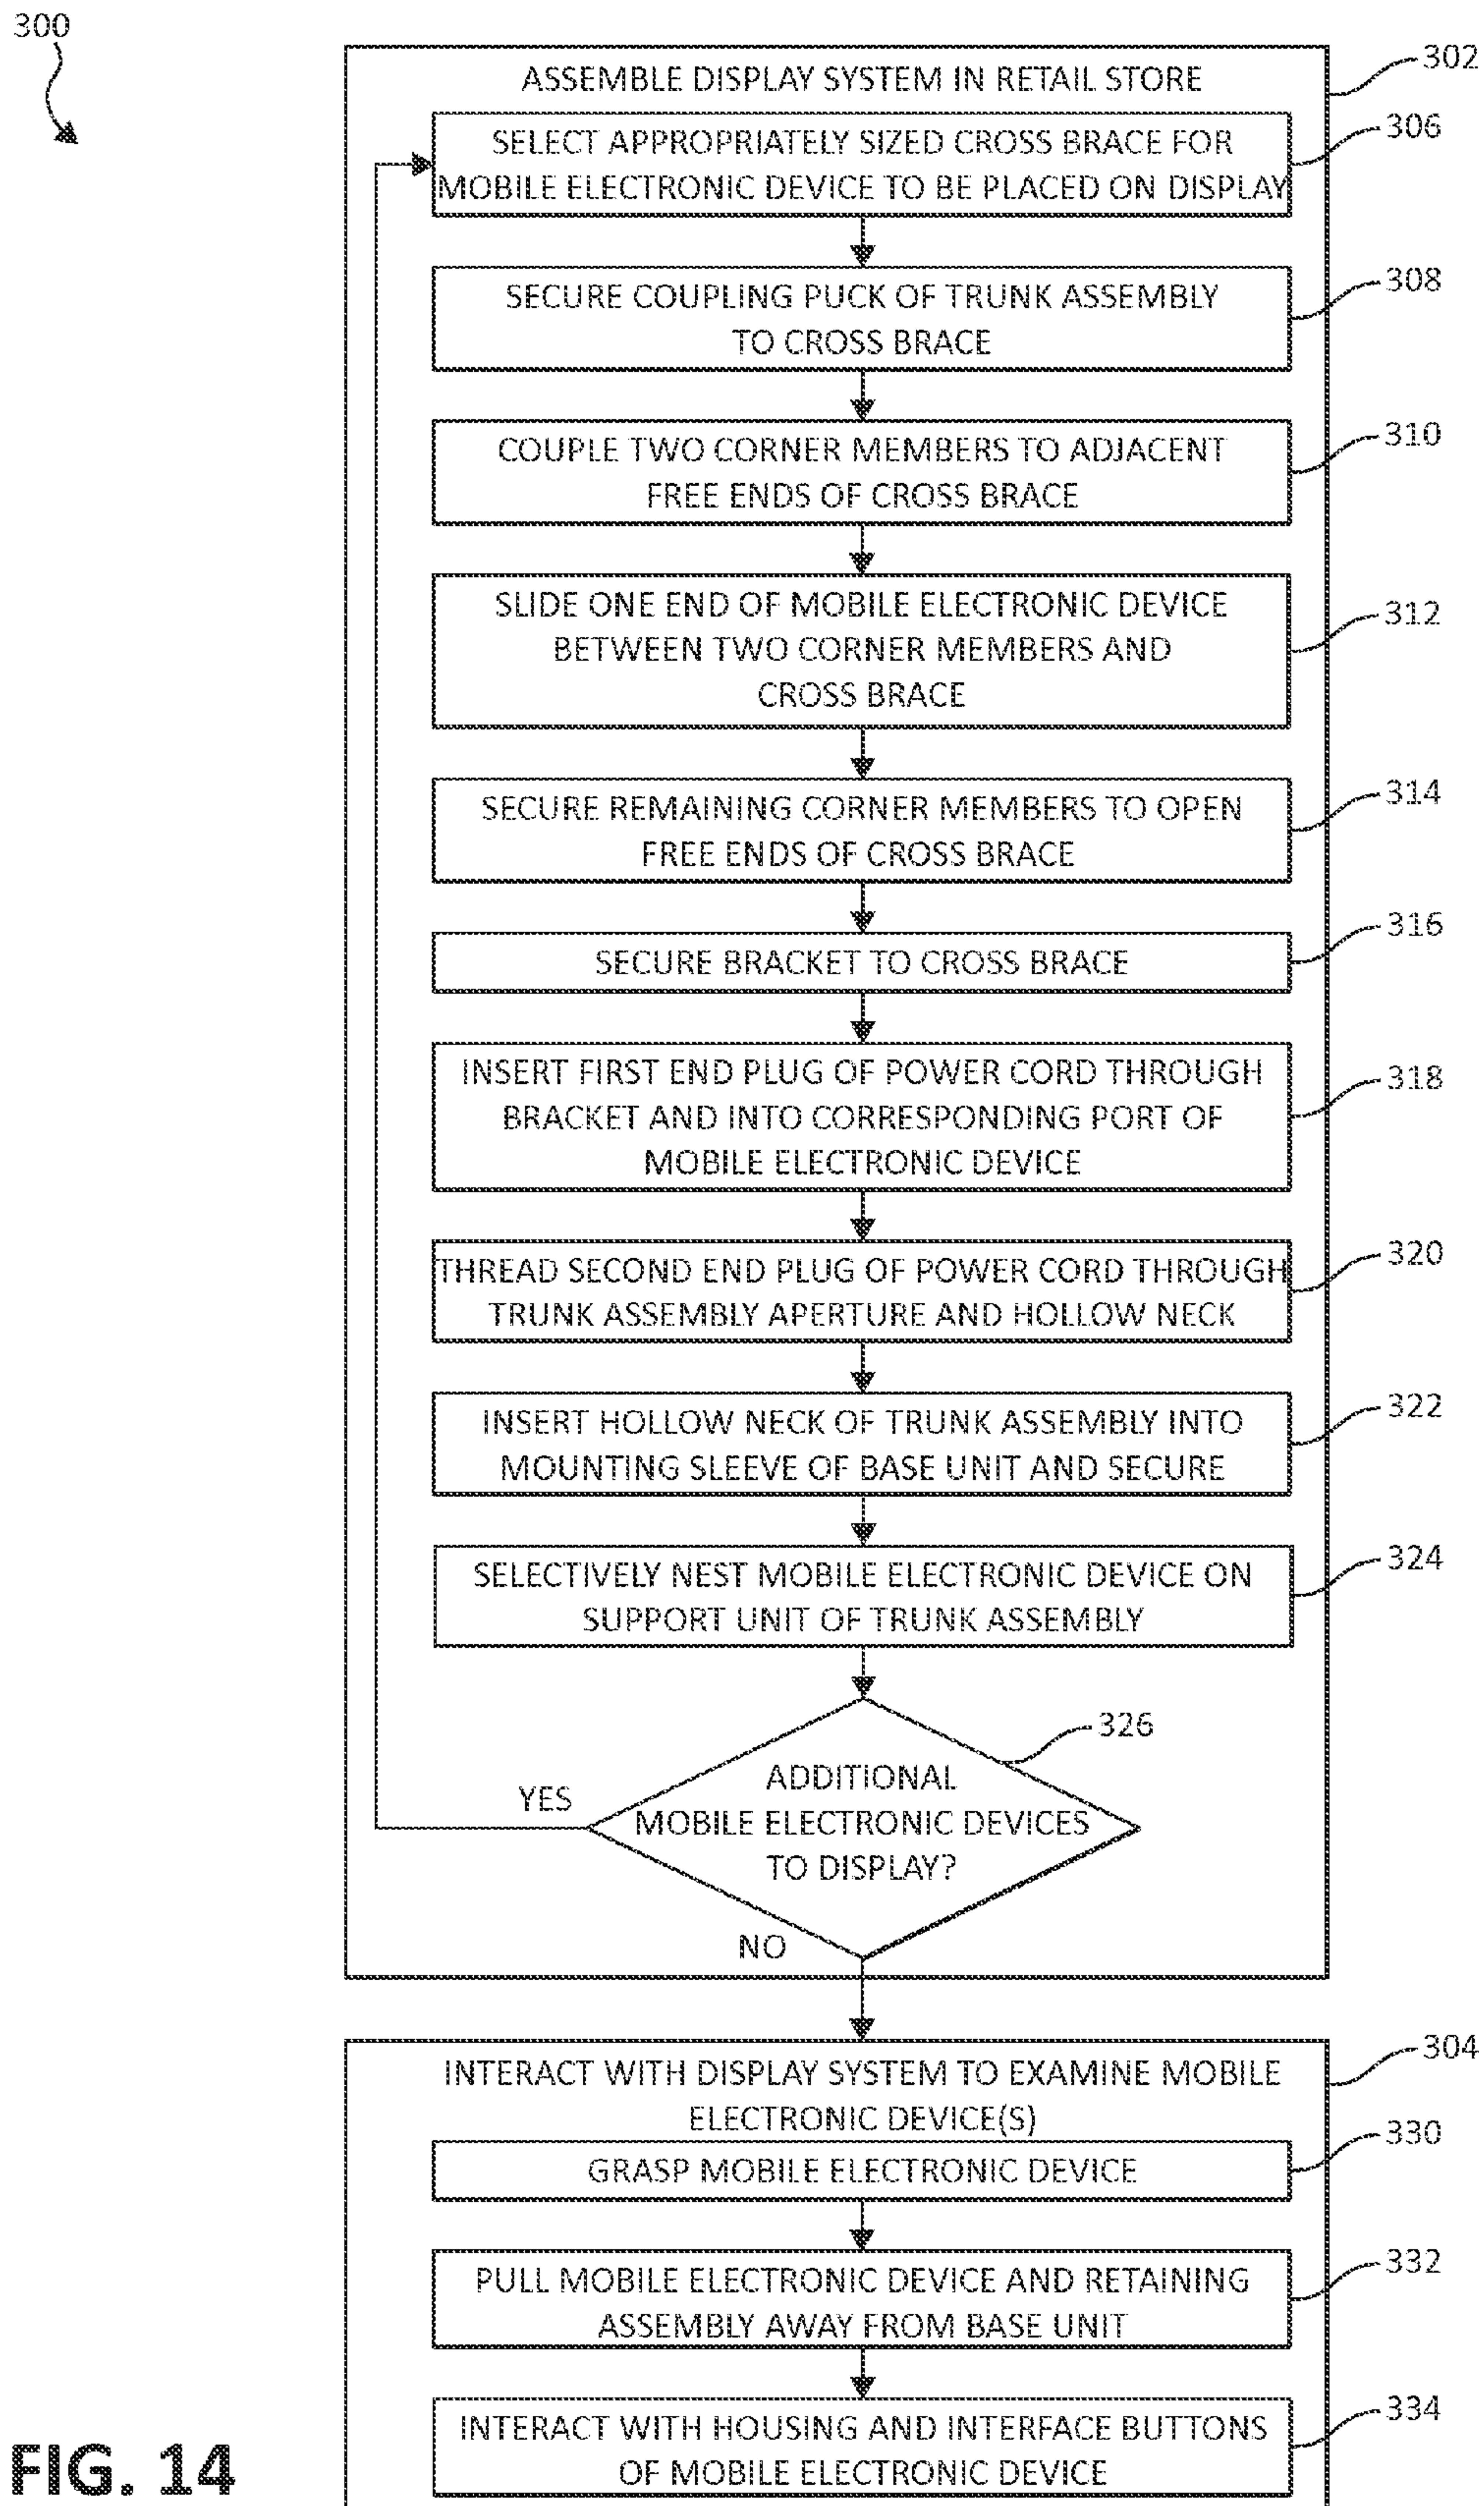 300
302
ASSEMBLE DISPLAY SYSTEM IN RETAIL STORE
306
SELECT APPROPRIATELY SIZED CROSS BRACE FOR
MOBILE ELECTRONIC DEVICE TO BE PLACED ON DISPLAY
308
SECURE COUPLING PUCK OF TRUNK ASSEMBLY
TO CROSS BRACE
310
COUPLE TWO CORNER MEMBERS TO ADJACENT
FREE ENDS OF CROSS BRACE
312
SLIDE ONE END OF MOBILE ELECTRONIC DEVICE
BETWEEN TWO CORNER MEMBERS AND
CROSS BRACE
314
SECURE REMAINING CORNER MEMBERS TO OPEN
FREE ENDS OF CROSS BRACE
316
SECURE BRACKET TO CROSS BRACE
318
INSERT FIRST END PLUG OF POWER CORD THROUGH
BRACKET AND INTO CORRESPONDING PORT OF
MOBILE ELECTRONIC DEVICE
320
THREAD SECOND END PLUG OF POWER CORD THROUGH
TRUNK ASSEMBLY APERTURE AND HOLLOW NECK
322
INSERT HOLLOW NECK OF TRUNK ASSEMBLY INTO
MOUNTING SLEEVE OF BASE UNIT AND SECURE
324
SELECTIVELY NEST MOBILE ELECTRONIC DEVICE ON
SUPPORT UNIT OF TRUNK ASSEMBLY
326
ADDITIONAL
MOBILE ELECTRONIC DEVICES
TO DISPLAY?
YES
NO
304
INTERACT WITH DISPLAY SYSTEM TO EXAMINE MOBILE
ELECTRONIC DEVICE(S)
330
GRASP MOBILE ELECTRONIC DEVICE
332
PULL MOBILE ELECTRONIC DEVICE AND RETAINING
ASSEMBLY AWAY FROM BASE UNIT
334
INTERACT WITH HOUSING AND INTERFACE BUTTONS
OF MOBILE ELECTRONIC DEVICE
FIG. 14